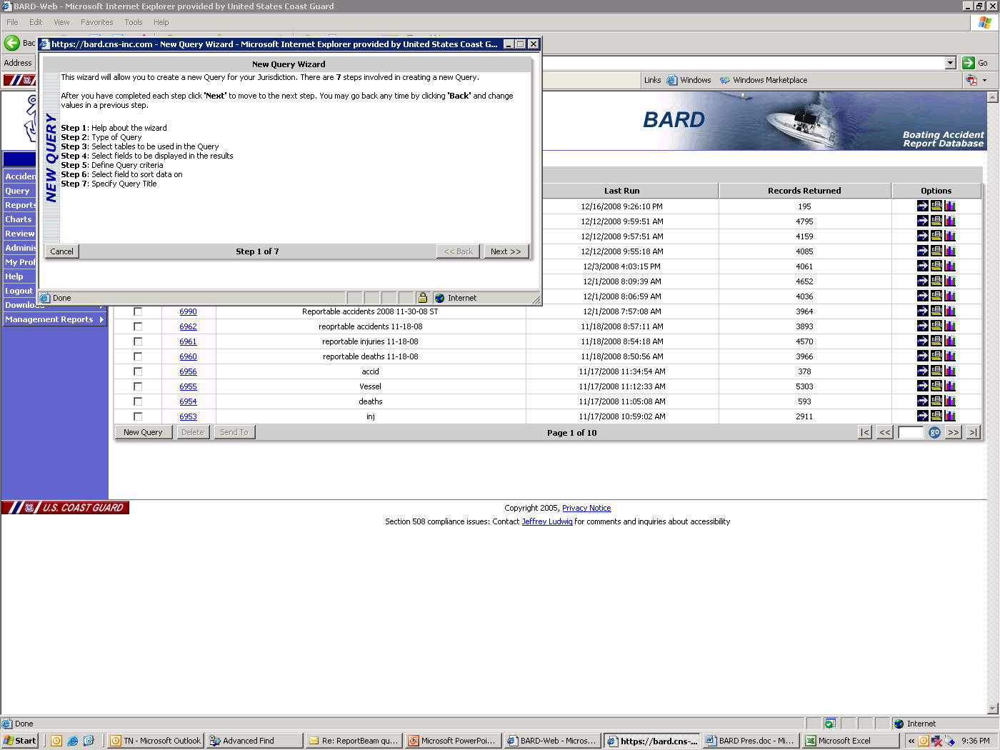 BARD-Web - Microsoft Internet Explorer provided by United States Coast Guard
File Edit View Favorites Tools Help
Bac
https://bard.cns-inc.com - New Query Wizard - Microsoft Internet Explorer provided by United States Coast G...
Address
Go
Links Windows Windows Marketplace
New Query Wizard
This wizard will allow you to create a new Query for your Jurisdiction. There are 7 steps involved in creating a new Query.
After you have completed each step click 'Next' to move to the next step. You may go back any time by clicking 'Back' and change
values in a previous step.
NEW QUERY
Step 1: Help about the wizard
Step 2: Type of Query
Step 3: Select tables to be used in the Query
Step 4: Select fields to be displayed in the results
Step 5: Define Query criteria
Step 6: Select field to sort data on
Step 7: Specify Query Title
Cancel Step 1 of 7 << Back Next >>
Done Internet
BARD
Boating Accident
Report Database
Acciden
Query
Reports
Charts
Review
Adminis
My Prof
Help
Logout
Download
Management Reports
Last Run Records Returned Options
12/16/2008 9:26:10 PM 195
12/12/2008 9:59:51 AM 4795
12/12/2008 9:57:51 AM 4159
12/12/2008 9:55:18 AM 4085
12/3/2008 4:03:15 PM 4061
12/1/2008 8:09:39 AM 4652
12/1/2008 8:06:59 AM 4036
6990 Reportable accidents 2008 11-30-08 ST 12/1/2008 7:57:08 AM 3964
6962 reoprtable accidents 11-18-08 11/18/2008 8:57:11 AM 3893
6961 reportable injuries 11-18-08 11/18/2008 8:54:18 AM 4570
6960 reportable deaths 11-18-08 11/18/2008 8:50:56 AM 3966
6956 accid 11/17/2008 11:34:54 AM 378
6955 Vessel 11/17/2008 11:12:33 AM 5303
6954 deaths 11/17/2008 11:05:08 AM 593
6953 inj 11/17/2008 10:59:02 AM 2911
New Query Delete Send To Page 1 of 10 |< << go >> >|
U.S. COAST GUARD
Copyright 2005, Privacy Notice
Section 508 compliance issues: Contact Jeffrey Ludwig for comments and inquiries about accessibility
Done Internet
Start TN - Microsoft Outlook Advanced Find Re: ReportBeam qu... Microsoft PowerPoi... BARD-Web - Micros... https://bard.cns-... BARD Pres.doc - Mi... Microsoft Excel « 9:36 PM